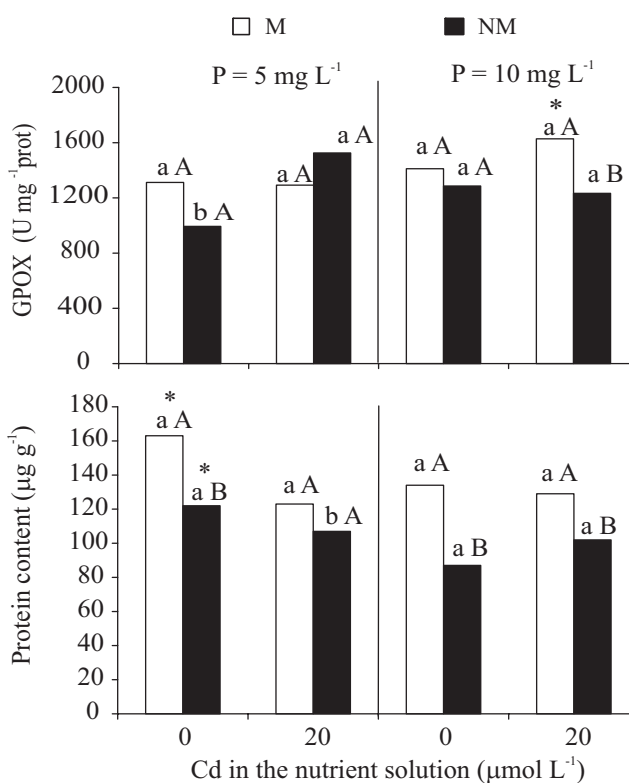 M NM
P = 5 mg L⁻¹ P = 10 mg L⁻¹
GPOX (U mg⁻¹prot)
2000
1600
1200
800
400
0
a A
b A
a A
a A
a A
a A
*
a A
a B
Protein content (µg g⁻¹)
180
160
140
120
100
80
60
40
20
0
*
a A
*
a B
a A
b A
a A
a B
a A
a B
0 20 0 20
Cd in the nutrient solution (µmol L⁻¹)